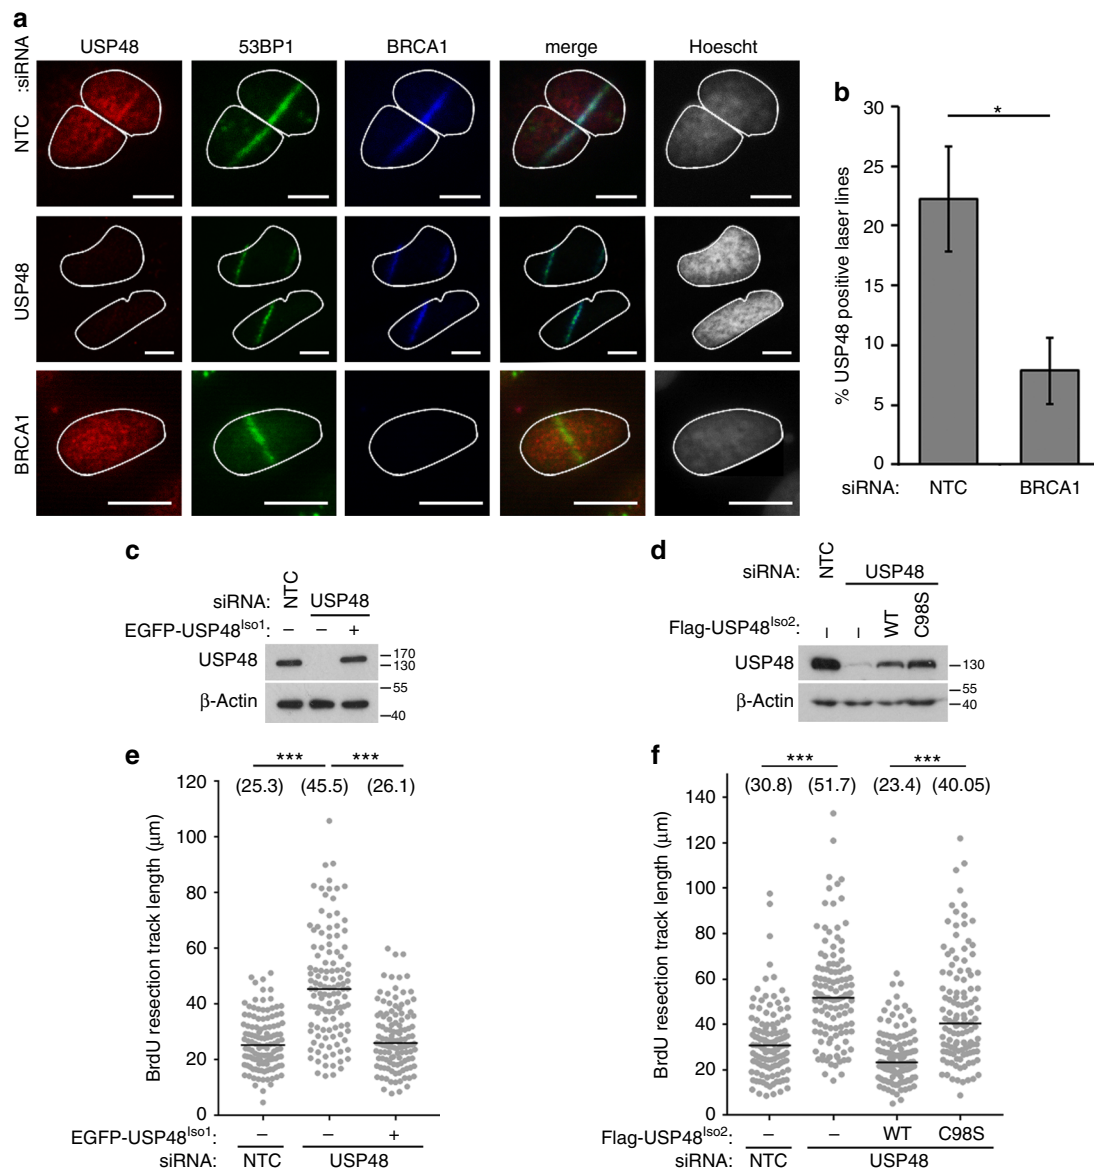 a
USP48 53BP1 BRCA1 merge Hoescht
:siRNA
NTC
USP48
BRCA1
b
% USP48 positive laser lines
30
25
20
15
10
5
0
*
siRNA: NTC BRCA1
c
siRNA: NTC USP48
EGFP-USP48Iso1: – – +
USP48
170
130
β-Actin
55
40
d
siRNA: NTC USP48
Flag-USP48Iso2: – – WT C98S
USP48
130
β-Actin
55
40
e
*** ***
(25.3) (45.5) (26.1)
BrdU resection track length (μm)
120
100
80
60
40
20
0
EGFP-USP48Iso1: – – +
siRNA: NTC USP48
f
*** ***
(30.8) (51.7) (23.4) (40.05)
BrdU resection track length (μm)
140
120
100
80
60
40
20
0
Flag-USP48Iso2: – – WT C98S
siRNA: NTC USP48